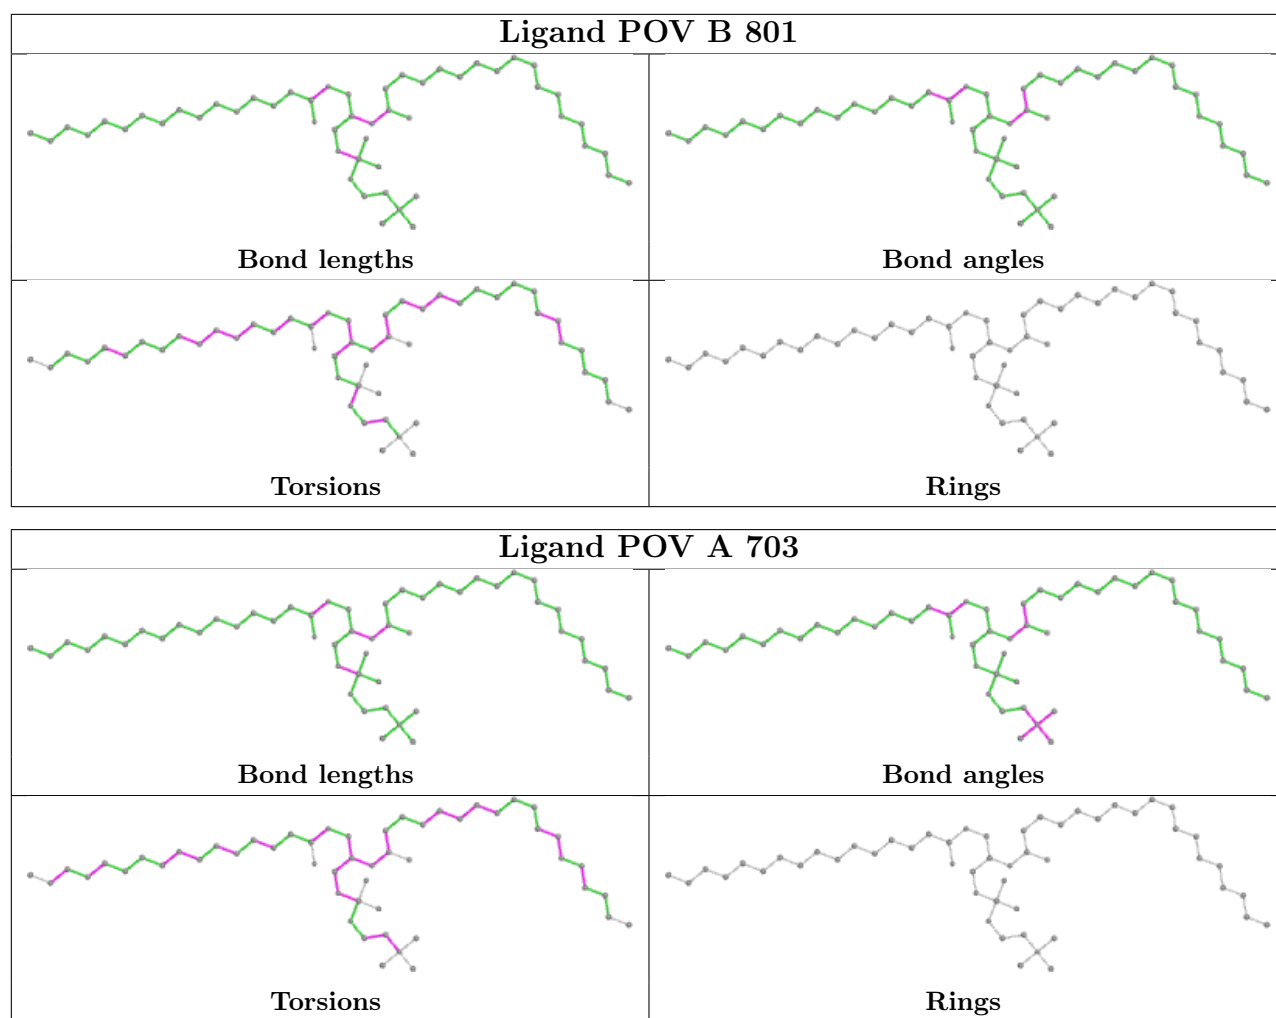 Ligand POV B 801
Bond lengths
Bond angles
Torsions
Rings
Ligand POV A 703
Bond lengths
Bond angles
Torsions
Rings